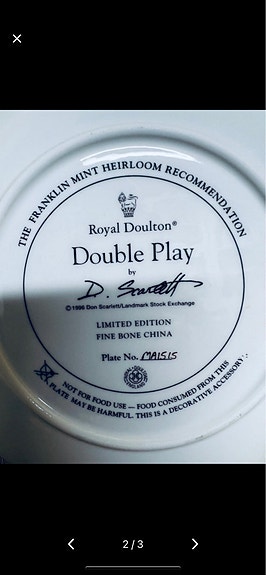 THE FRANKLIN MINT HEIRLOOM RECOMMENDATION
Royal Doulton®
Double Play
by
D. Scarlett
© 1996 Don Scarlett/Landmark Stock Exchange
LIMITED EDITION
FINE BONE CHINA
Plate No. MA1515
NOT FOR FOOD USE — FOOD CONSUMED FROM THIS
PLATE MAY BE HARMFUL. THIS IS A DECORATIVE ACCESSORY.
2/3